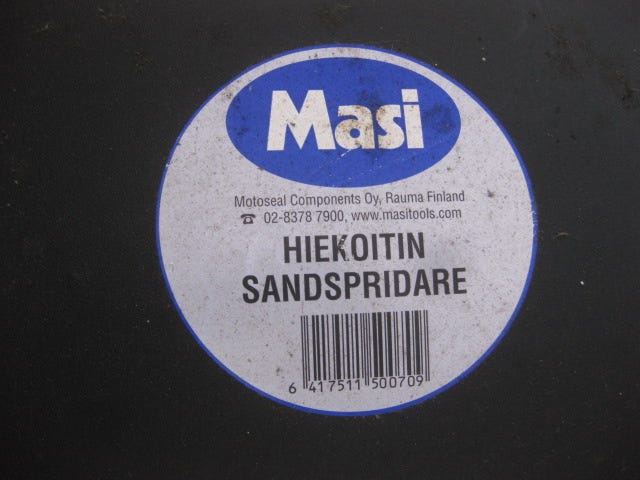 Masi
Motoseal Components Oy, Rauma Finland
☎ 02-8378 7900, www.masitools.com
HIEKOITIN
SANDSPRIDARE
6 417511 500709